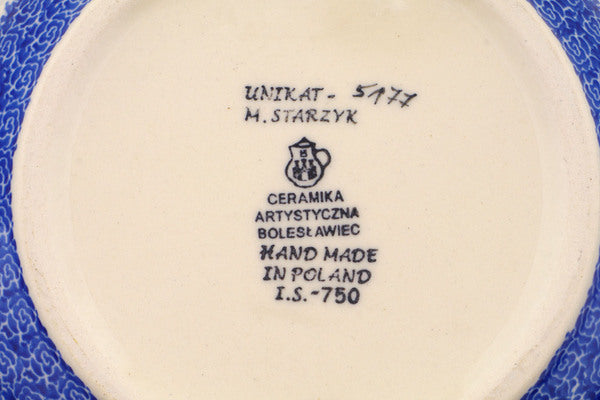 UNIKAT - 5177
M. STARZYK
CERAMIKA
ARTYSTYCZNA
BOLESŁAWIEC
HAND MADE
IN POLAND
I.S.-750